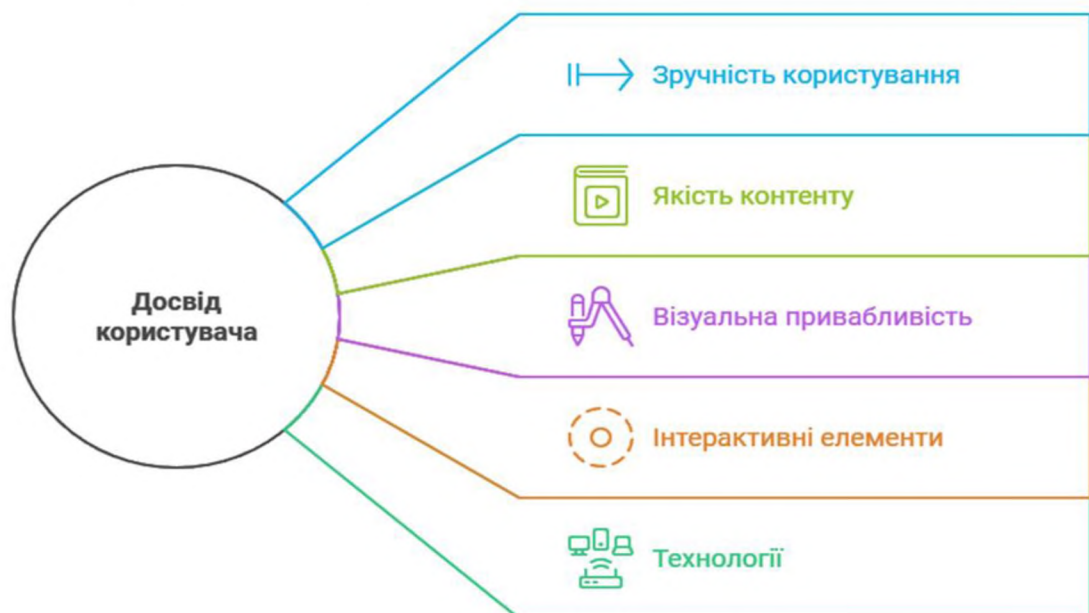 Зручність користування
Якість контенту
Досвід
користувача
Візуальна привабливість
Інтерактивні елементи
Технології